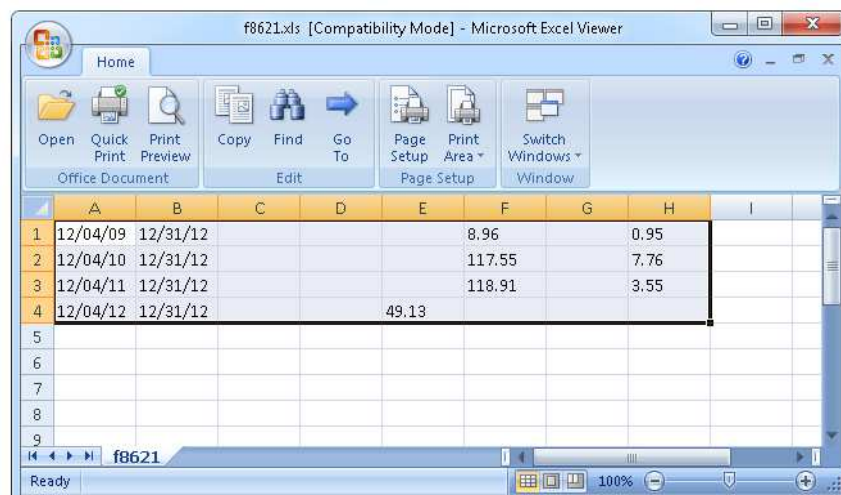 f8621.xls [Compatibility Mode] - Microsoft Excel Viewer
Home
Open Quick Print Print Preview Copy Find Go To Page Setup Print Area Switch Windows
Office Document Edit Page Setup Window
A B C D E F G H I
1 12/04/09 12/31/12 8.96 0.95
2 12/04/10 12/31/12 117.55 7.76
3 12/04/11 12/31/12 118.91 3.55
4 12/04/12 12/31/12 49.13
5
6
7
8
9
f8621
Ready 100%